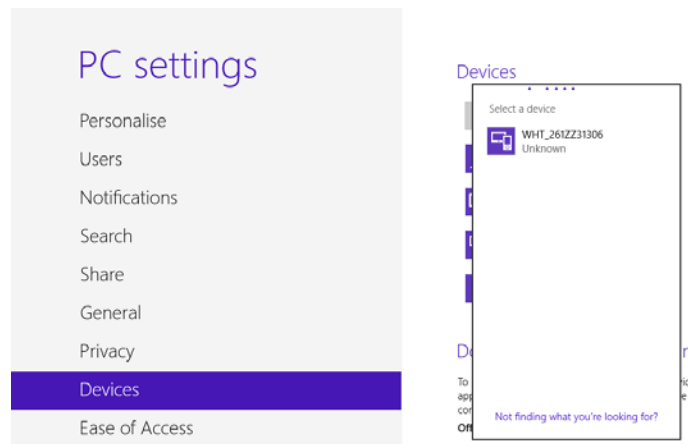 PC settings
Personalise
Users
Notifications
Search
Share
General
Privacy
Devices
Ease of Access
Devices
Select a device
WHT_261ZZ31306
Unknown
To
Not finding what you're looking for?